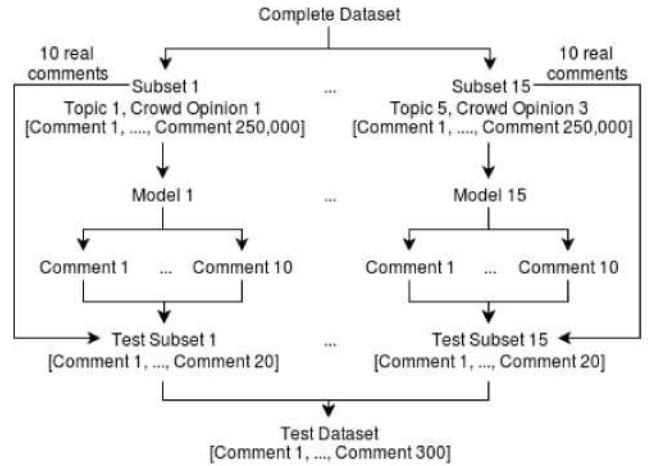 Complete Dataset
10 real
comments
10 real
comments
Subset 1
...
Subset 15
Topic 1, Crowd Opinion 1
Topic 5, Crowd Opinion 3
[Comment 1, ...., Comment 250,000]
[Comment 1, ...., Comment 250,000]
Model 1
...
Model 15
Comment 1
...
Comment 10
Comment 1
...
Comment 10
Test Subset 1
...
Test Subset 15
[Comment 1, ..., Comment 20]
[Comment 1, ..., Comment 20]
Test Dataset
[Comment 1, ..., Comment 300]